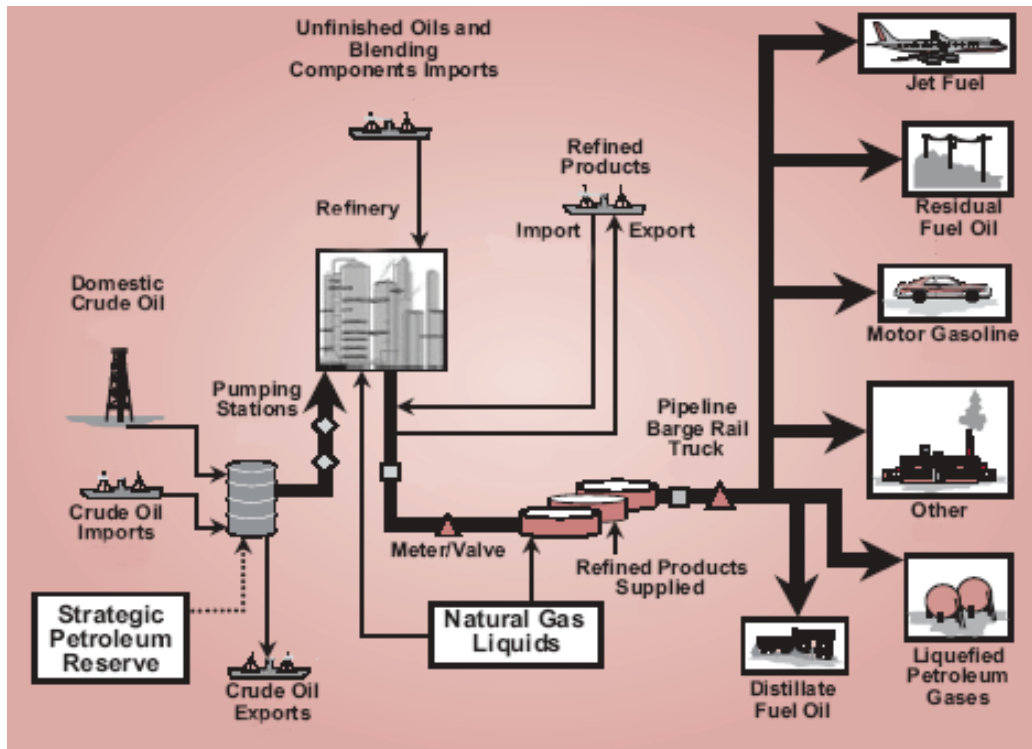 Unfinished Oils and
Blending
Components Imports
Refined
Products
Import
Export
Refinery
Domestic
Crude Oil
Pumping
Stations
Crude Oil
Imports
Strategic
Petroleum
Reserve
Crude Oil
Exports
Meter/Valve
Natural Gas
Liquids
Refined Products
Supplied
Pipeline
Barge Rail
Truck
Jet Fuel
Residual
Fuel Oil
Motor Gasoline
Other
Liquefied
Petroleum
Gases
Distillate
Fuel Oil